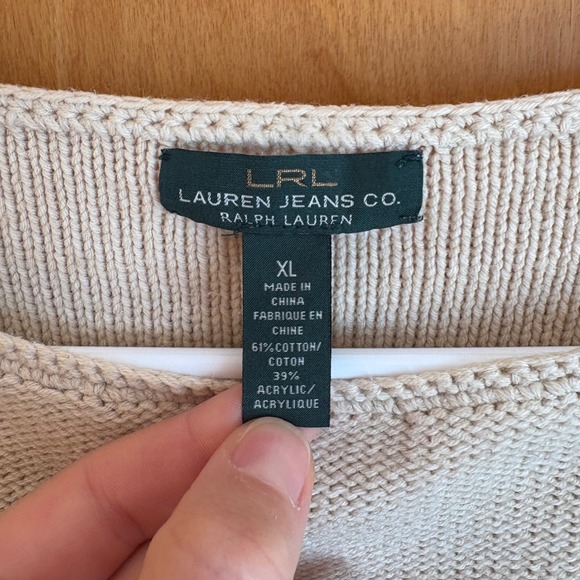 LRL
LAUREN JEANS CO.
RALPH LAUREN
XL
MADE IN
CHINA
FABRIQUE EN
CHINE
61% COTTON/
COTON
39%
ACRYLIC/
ACRYLIQUE